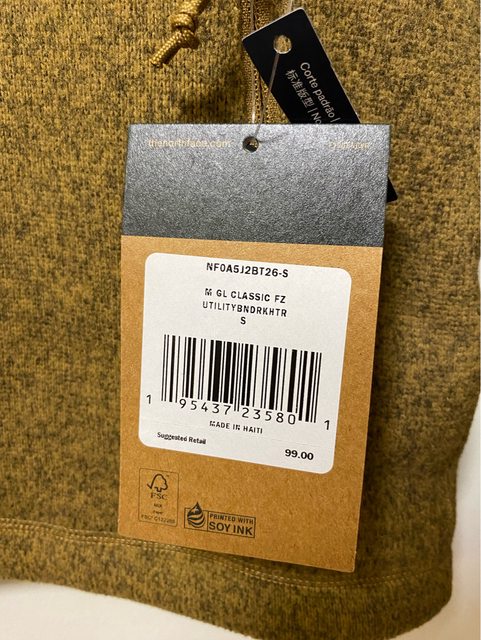 Corte padrão |
标准版型 | No
thenorthface.com
NF0A5J2BT26-S
M GL CLASSIC FZ
UTILITYBNDRKHTR
S
1 95437 23580 1
MADE IN HAITI
Suggested Retail
99.00
FSC
PRINTED WITH
SOY INK